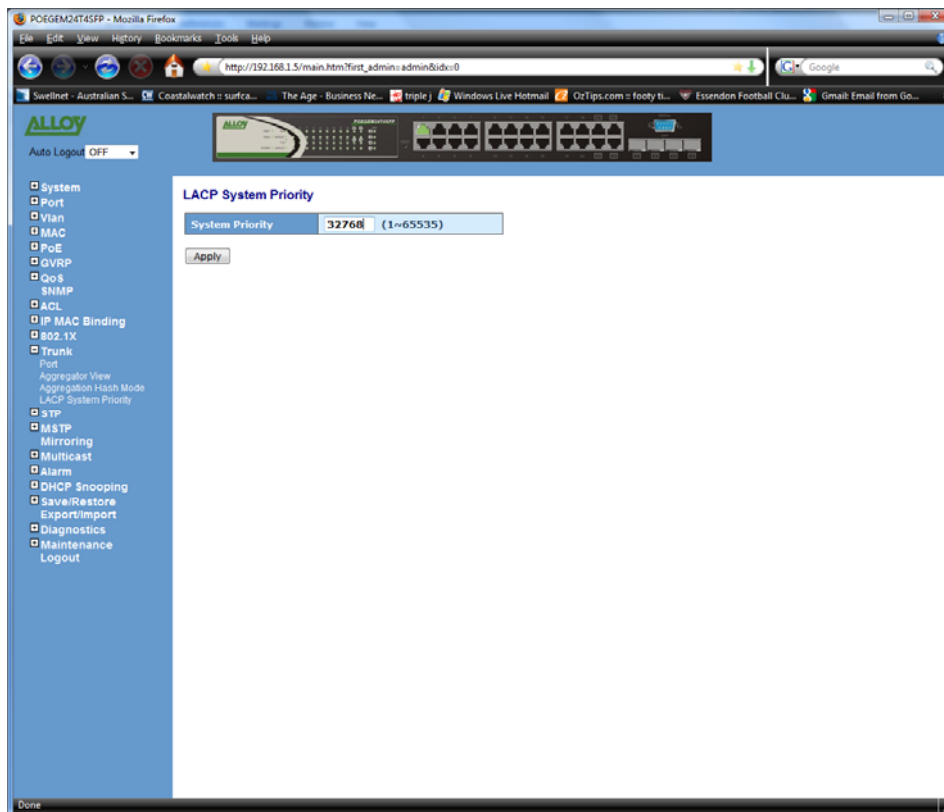 POEGEM24T4SFP - Mozilla Firefox
File Edit View History Bookmarks Tools Help
http://192.168.1.5/main.htm?first_admin=admin&idx=0
Google
Swellnet - Australian S... Coastalwatch :: surfca... The Age - Business Ne... triple j Windows Live Hotmail OzTips.com :: footy ti... Essendon Football Clu... Gmail: Email from Go...
ALLOY
Auto Logout OFF
ALLOY
POEGEM24T4SFP
System
Port
Vlan
MAC
PoE
GVRP
QoS
SNMP
ACL
IP MAC Binding
802.1X
Trunk
Port
Aggregator View
Aggregation Hash Mode
LACP System Priority
STP
MSTP
Mirroring
Multicast
Alarm
DHCP Snooping
Save/Restore
Export/Import
Diagnostics
Maintenance
Logout
LACP System Priority
System Priority 32768 (1~65535)
Apply
Done